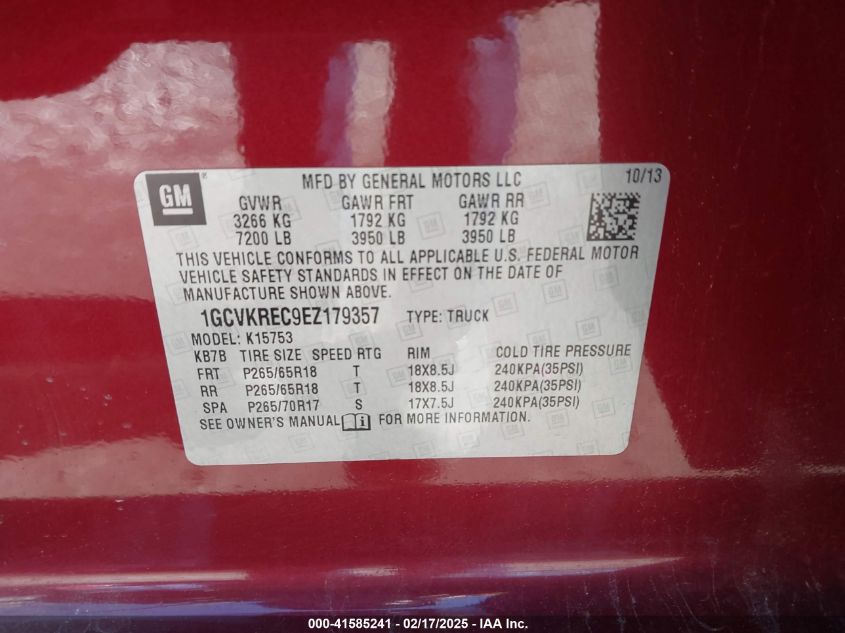 GM
MFD BY GENERAL MOTORS LLC 10/13
GVWR GAWR FRT GAWR RR
3266 KG 1792 KG 1792 KG
7200 LB 3950 LB 3950 LB
THIS VEHICLE CONFORMS TO ALL APPLICABLE U.S. FEDERAL MOTOR
VEHICLE SAFETY STANDARDS IN EFFECT ON THE DATE OF
MANUFACTURE SHOWN ABOVE.
1GCVKREC9EZ179357 TYPE: TRUCK
MODEL: K15753
KB7B TIRE SIZE SPEED RTG RIM COLD TIRE PRESSURE
FRT P265/65R18 T 18X8.5J 240KPA(35PSI)
RR P265/65R18 T 18X8.5J 240KPA(35PSI)
SPA P265/70R17 S 17X7.5J 240KPA(35PSI)
SEE OWNER'S MANUAL FOR MORE INFORMATION.
000-41585241 - 02/17/2025 - IAA Inc.